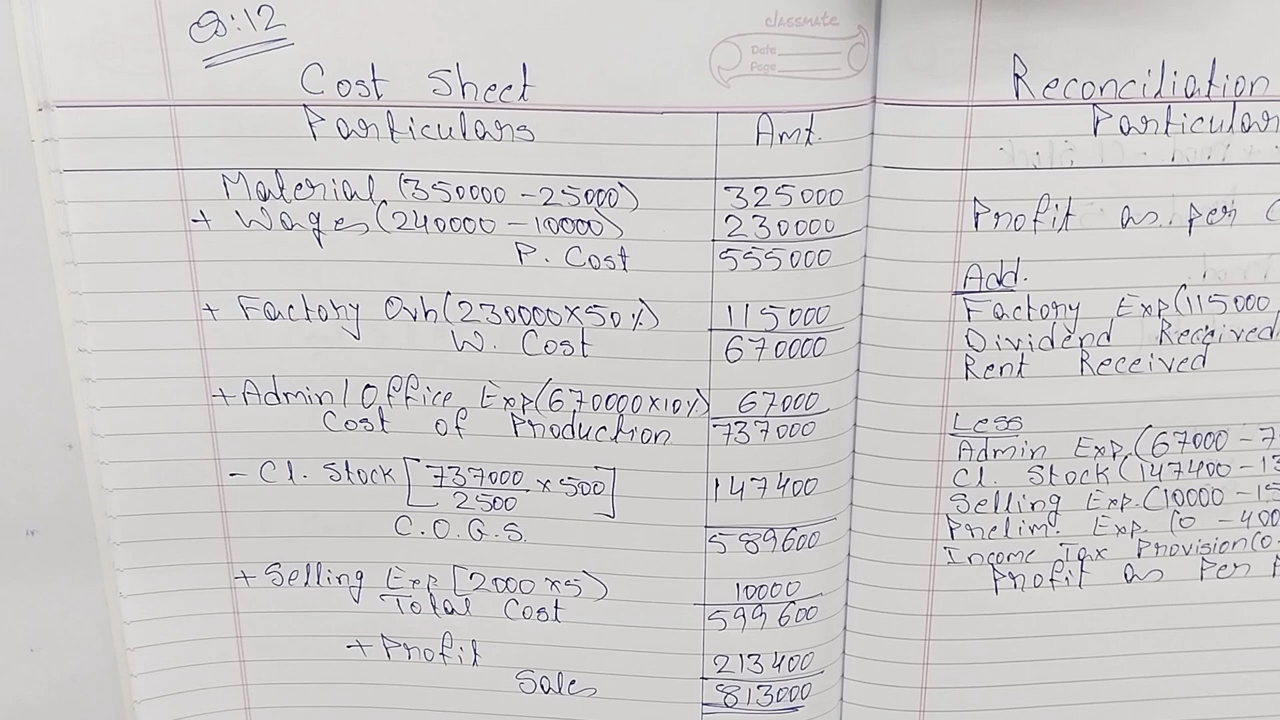 Q:12
classmate
Date
Page
Cost Sheet
Particulars Amt.
Material (350000 - 25000) 325000
+ Wages (240000 - 10000) 230000
P. Cost 555000
+ Factory Ovh (230000 x 50%) 115000
W. Cost 670000
+ Admin / Office Exp (670000 x 10%) 67000
Cost of Production 737000
- Cl. Stock [737000 x 500] 147400
2500
C.O.G.S. 589600
+ Selling Exp [2000 x 5) 10000
Total Cost 599600
+ Profit 213400
Sales 813000
Reconciliation
Particular
Profit as per
Add.
Factory Exp (115000
Dividend Received
Rent Received
Less
Admin Exp. (67000 - 7
Cl. Stock (147400 - 13
Selling Exp. (10000 - 15
Prelim. Exp. (0 - 400
Income Tax Provision (0
Profit as Per